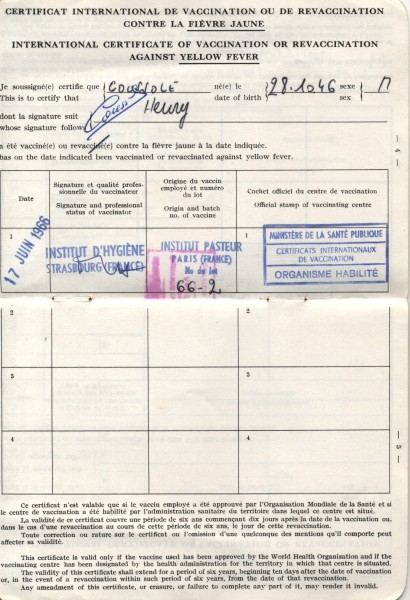 CERTIFICAT INTERNATIONAL DE VACCINATION OU DE REVACCINATION
CONTRE LA FIÈVRE JAUNE
INTERNATIONAL CERTIFICATE OF VACCINATION OR REVACCINATION
AGAINST YELLOW FEVER
Je soussigné(e) certifie que né(e) le 28.10.46 sexe M
This is to certify that date of birth sex
Henry
dont la signature suit
whose signature follows
a été vacciné(e) ou revacciné(e) contre la fièvre jaune à la date indiquée.
has on the date indicated been vaccinated or revaccinated against yellow fever.
Date
Signature et qualité profes-
sionnelle du vaccinateur
Signature and professional
status of vaccinator
Origine du vaccin
employé et numéro
du lot
Origin and batch
no. of vaccine
Cachet officiel du centre de vaccination
Official stamp of vaccinating centre
1
17 JUIN 1966
INSTITUT D'HYGIÈNE
STRASBOURG (FRANCE)
INSTITUT PASTEUR
PARIS (FRANCE)
No de lot
66-2
1
MINISTÈRE DE LA SANTÉ PUBLIQUE
CERTIFICATS INTERNATIONAUX
DE VACCINATION
ORGANISME HABILITÉ
— 4 —
2
2
3
3
4
4
— 5 —
Ce certificat n'est valable que si le vaccin employé a été approuvé par l'Organisation Mondiale de la Santé et si
le centre de vaccination a été habilité par l'administration sanitaire du territoire dans lequel ce centre est situé.
La validité de ce certificat couvre une période de six ans commençant dix jours après la date de la vaccination ou,
dans le cas d'une revaccination au cours de cette période de six ans, le jour de cette revaccination.
Toute correction ou rature sur le certificat ou l'omission d'une quelconque des mentions qu'il comporte peut
affecter sa validité.
This certificate is valid only if the vaccine used has been approved by the World Health Organisation and if the
vaccinating centre has been designated by the health administration for the territory in which that centre is situated.
The validity of this certificate shall extend for a period of six years, beginning ten days after the date of vaccination
or, in the event of a revaccination within such period of six years, from the date of that revaccination.
Any amendment of this certificate, or erasure, or failure to complete any part of it, may render it invalid.